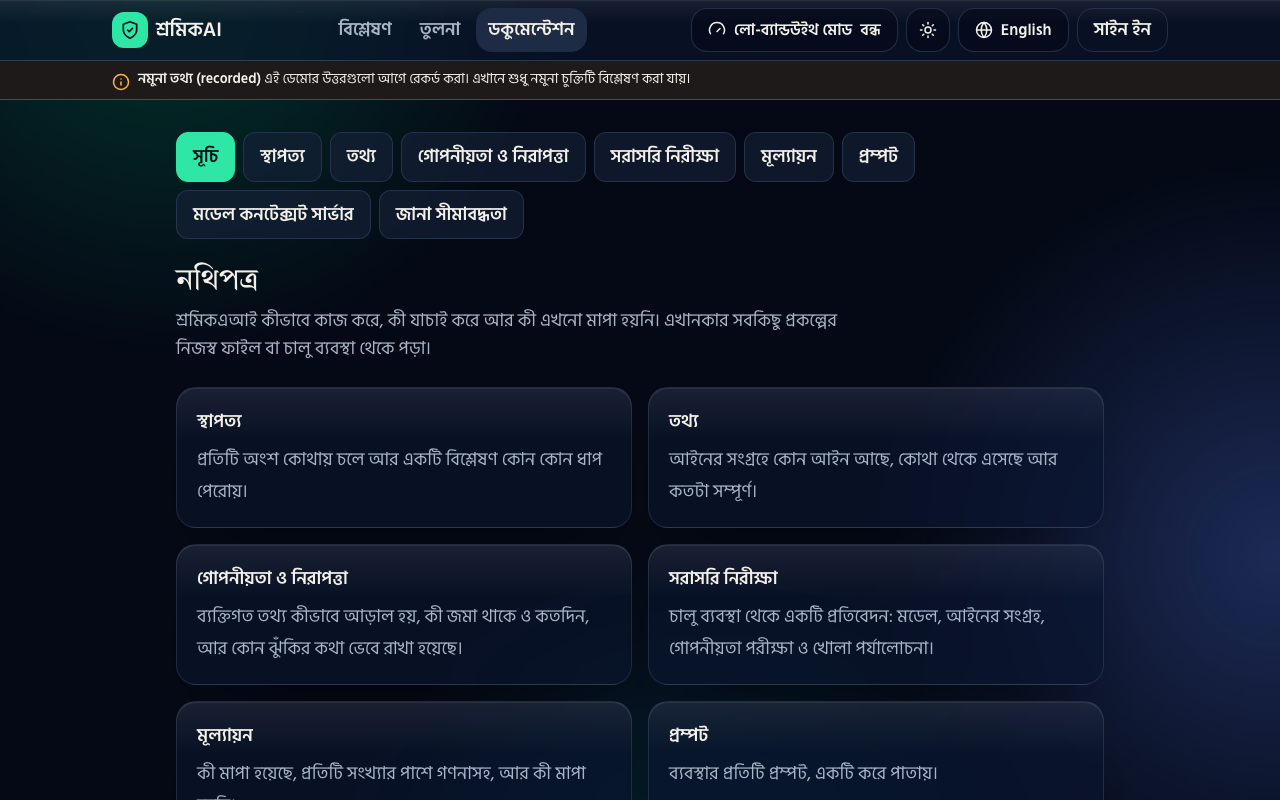 শ্রমিকAI
বিশ্লেষণ
তুলনা
ডকুমেন্টেশন
লো-ব্যান্ডউইথ মোড বন্ধ
English
সাইন ইন
নমুনা তথ্য (recorded) এই ডেমোর উত্তরগুলো আগে রেকর্ড করা। এখানে শুধু নমুনা চুক্তিটি বিশ্লেষণ করা যায়।
সূচি
স্থাপত্য
তথ্য
গোপনীয়তা ও নিরাপত্তা
সরাসরি নিরীক্ষা
মূল্যায়ন
প্রম্পট
মডেল কনটেক্সট সার্ভার
জানা সীমাবদ্ধতা
নথিপত্র
শ্রমিকএআই কীভাবে কাজ করে, কী যাচাই করে আর কী এখনো মাপা হয়নি। এখানকার সবকিছু প্রকল্পের
নিজস্ব ফাইল বা চালু ব্যবস্থা থেকে পড়া।
স্থাপত্য
প্রতিটি অংশ কোথায় চলে আর একটি বিশ্লেষণ কোন কোন ধাপ
পেরোয়।
তথ্য
আইনের সংগ্রহে কোন আইন আছে, কোথা থেকে এসেছে আর
কতটা সম্পূর্ণ।
গোপনীয়তা ও নিরাপত্তা
ব্যক্তিগত তথ্য কীভাবে আড়াল হয়, কী জমা থাকে ও কতদিন,
আর কোন ঝুঁকির কথা ভেবে রাখা হয়েছে।
সরাসরি নিরীক্ষা
চালু ব্যবস্থা থেকে একটি প্রতিবেদন: মডেল, আইনের সংগ্রহ,
গোপনীয়তা পরীক্ষা ও খোলা পর্যালোচনা।
মূল্যায়ন
কী মাপা হয়েছে, প্রতিটি সংখ্যার পাশে গণনাসহ, আর কী মাপা
প্রম্পট
ব্যবস্থার প্রতিটি প্রম্পট, একটি করে পাতায়।